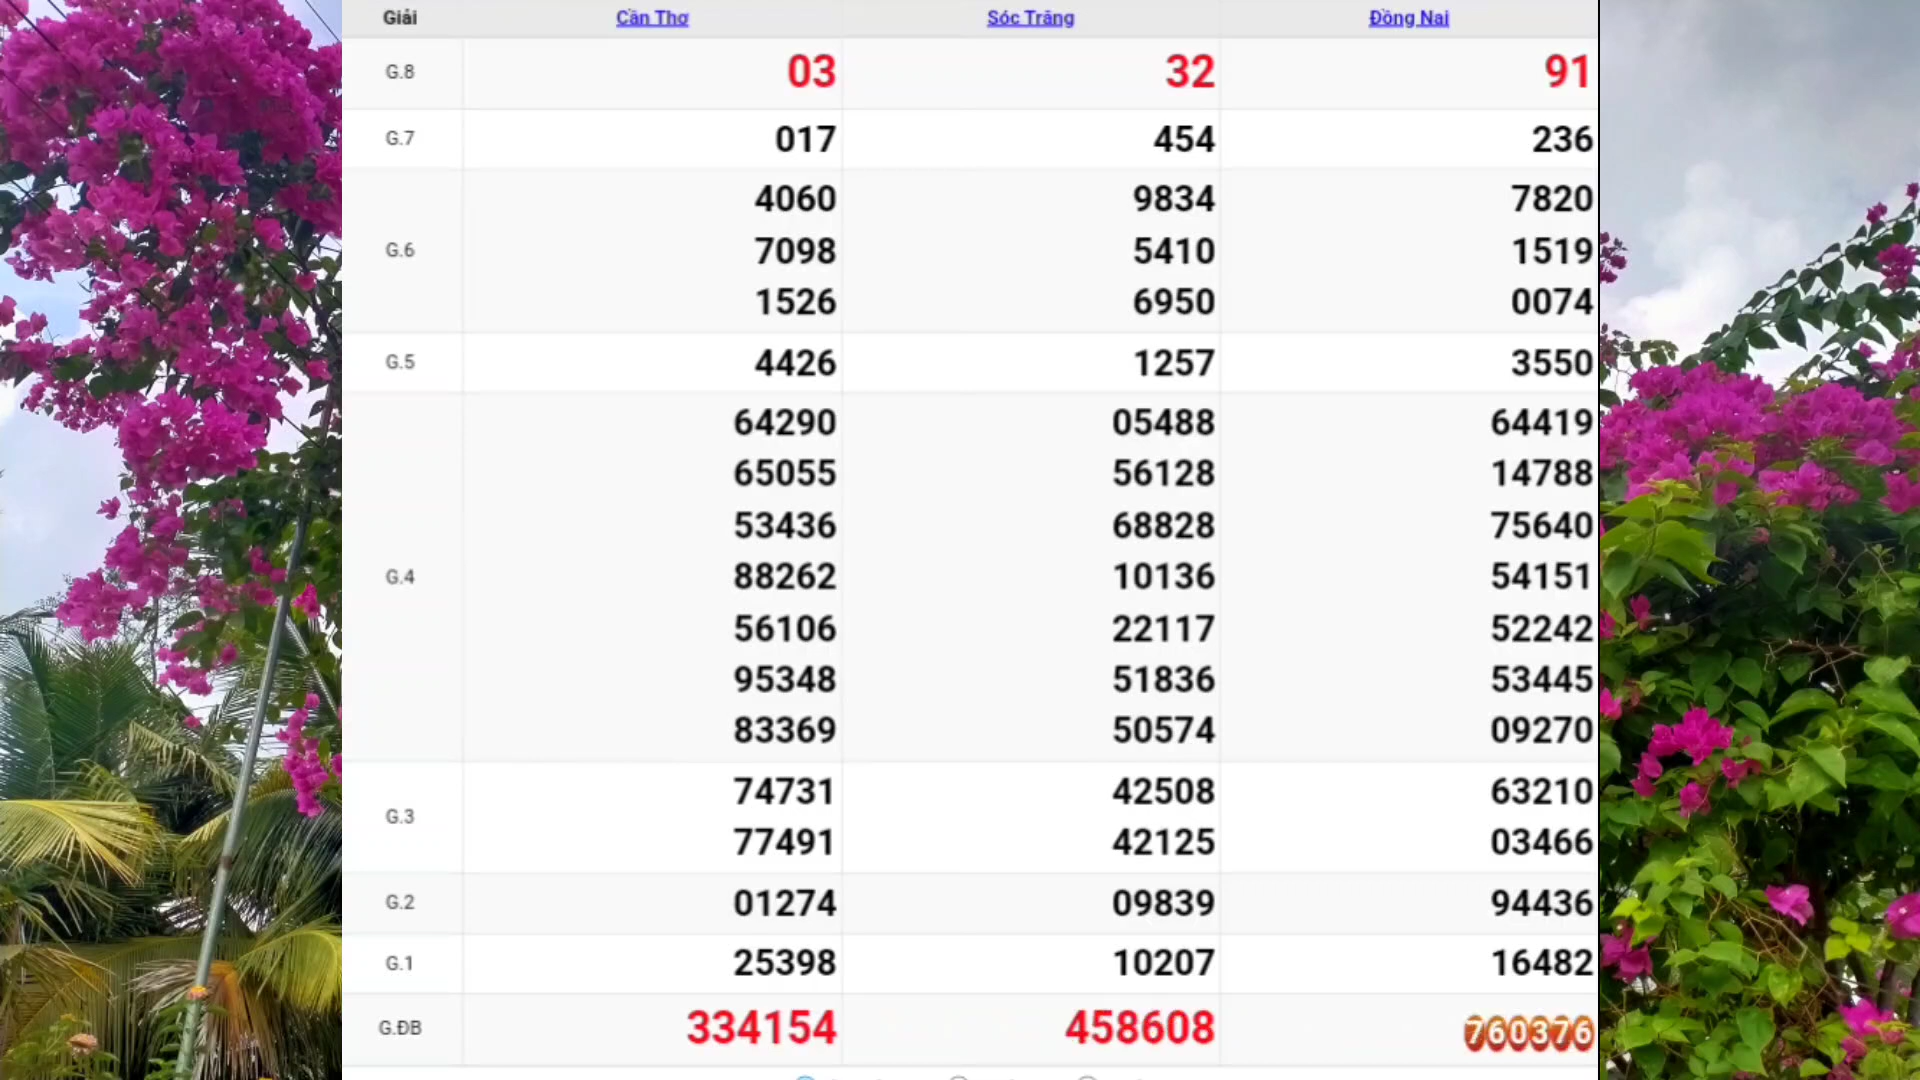 Giải Cần Thơ Sóc Trăng Đồng Nai
G.8 03 32 91
G.7 017 454 236
4060 9834 7820
G.6 7098 5410 1519
1526 6950 0074
G.5 4426 1257 3550
64290 05488 64419
65055 56128 14788
53436 68828 75640
G.4 88262 10136 54151
56106 22117 52242
95348 51836 53445
83369 50574 09270
G.3 74731 42508 63210
77491 42125 03466
G.2 01274 09839 94436
G.1 25398 10207 16482
G.ĐB 334154 458608 760376